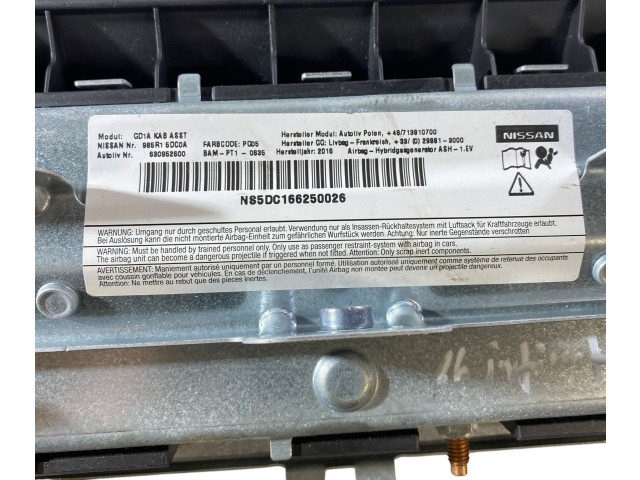 Modul: GD1A KAB ASST
NISSAN Nr. 985R1 5DC0A FARBCODE: PG05
Autoliv Nr. 630952600 BAM-PT1-0635
Hersteller Modul: Autoliv Polen, +48/713810700
Hersteller GG: Livbag-Frankreich, +33/(0) 29881-3000
Herstelljahr: 2016 Airbag-Hybridgasgenerator ASH-1.EV
NISSAN
NS5DC166250026
WARNUNG: Umgang nur durch geschultes Personal erlaubt. Verwendung nur als Insassen-Rückhaltesystem mit Luftsack für Kraftfahrzeuge erlaubt.
Bei Auslösung kann die nicht montierte Airbag-Einheit zum gefährlichen Wurfstück werden. Achtung: Nur inerte Gegenstände verschrotten
WARNING: Must be handled by trained personnel only. Only use as passenger restraint-system with airbag in cars.
The airbag unit can become a dangerous projectile if triggered when not fitted. Attention: Only scrap inert components.
AVERTISSEMENT: Maniement autorisé uniquement par un personnel formé. Utilisation autorisée uniquement comme système de retenue des occupants
avec coussin gonflable pour véhicules. En cas de déclenchement, l'unité d'Airbag non montée peut devenir un projectile dangereux.
Attention: Ne mettre au rebut que des pièces inertes.